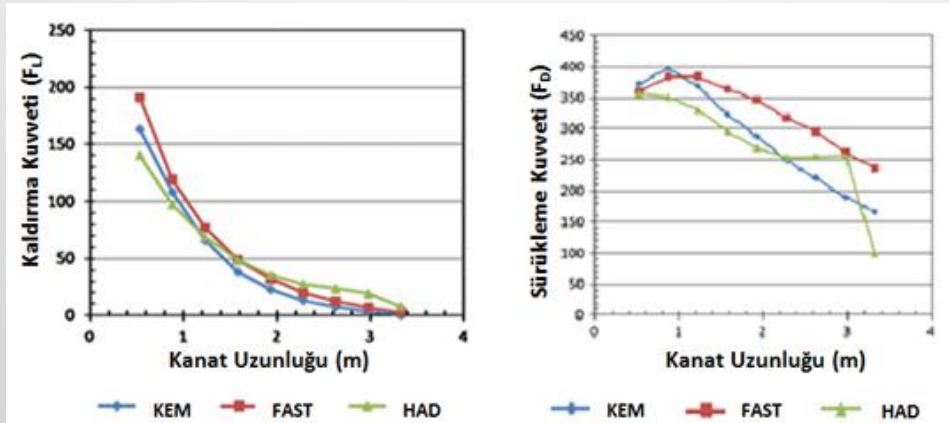 Kaldırma Kuvveti (FL)
250
200
150
100
50
0
0 1 2 3 4
Kanat Uzunluğu (m)
KEM FAST HAD
Sürükleme Kuvveti (FD)
450
400
350
300
250
200
150
100
50
0
0 1 2 3 4
Kanat Uzunluğu (m)
KEM FAST HAD